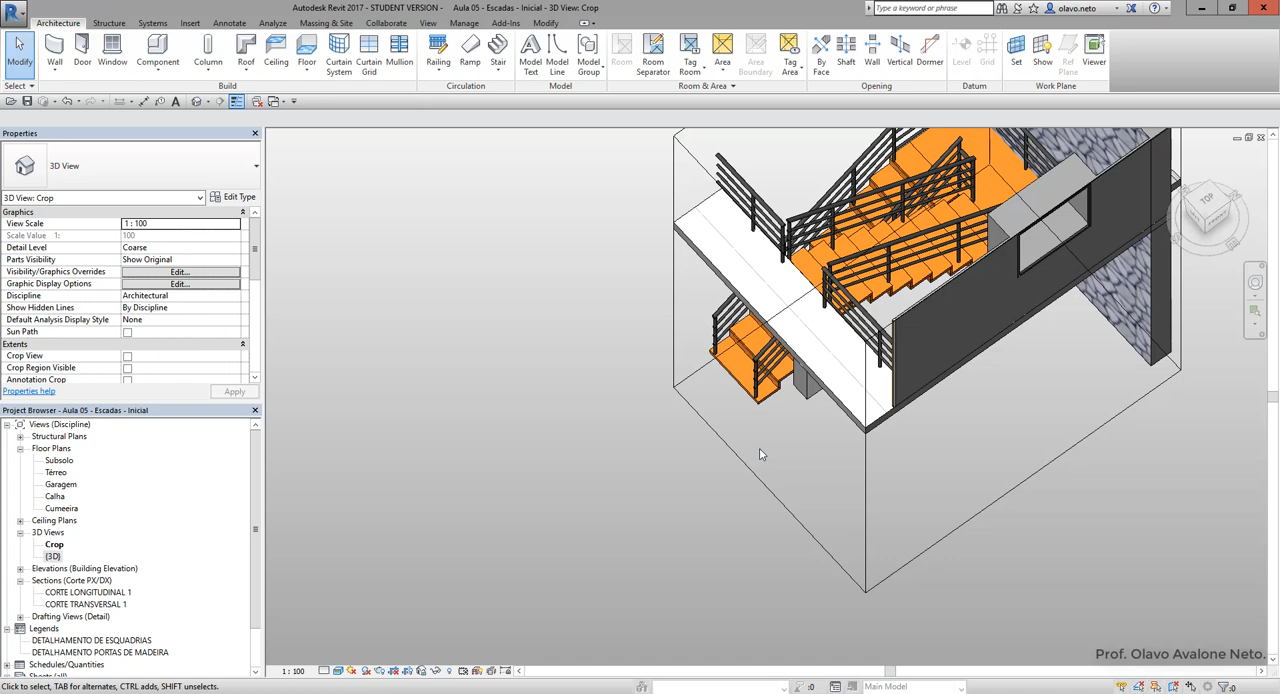 Autodesk Revit 2017 - STUDENT VERSION - Aula 05 - Escadas - Inicial - 3D View: Crop
Type a keyword or phrase
olavo.neto
Architecture Structure Systems Insert Annotate Analyze Massing & Site Collaborate View Manage Add-Ins Modify
Modify Wall Door Window Component Column Roof Ceiling Floor Curtain System Curtain Grid Mullion Railing Ramp Stair Model Text Model Line Model Group Room Room Separator Tag Room Area Area Boundary Tag Area By Face Shaft Wall Vertical Dormer Level Grid Set Show Ref Plane Viewer
Select Build Circulation Model Room & Area Opening Datum Work Plane
Properties
3D View
3D View: Crop Edit Type
Graphics
View Scale 1 : 100
Scale Value 1: 100
Detail Level Coarse
Parts Visibility Show Original
Visibility/Graphics Overrides Edit...
Graphic Display Options Edit...
Discipline Architectural
Show Hidden Lines By Discipline
Default Analysis Display Style None
Sun Path
Extents
Crop View
Crop Region Visible
Annotation Crop
Properties help Apply
Project Browser - Aula 05 - Escadas - Inicial
Views (Discipline)
Structural Plans
Floor Plans
Subsolo
Térreo
Garagem
Calha
Cumeeira
Ceiling Plans
3D Views
Crop
{3D}
Elevations (Building Elevation)
Sections (Corte PX/DX)
CORTE LONGITUDINAL 1
CORTE TRANSVERSAL 1
Drafting Views (Detail)
Legends
DETALHAMENTO DE ESQUADRIAS
DETALHAMENTO PORTAS DE MADEIRA
Schedules/Quantities
TOP
Prof. Olavo Avalone Neto.
1 : 100
Click to select, TAB for alternates, CTRL adds, SHIFT unselects.
:0 Main Model :0